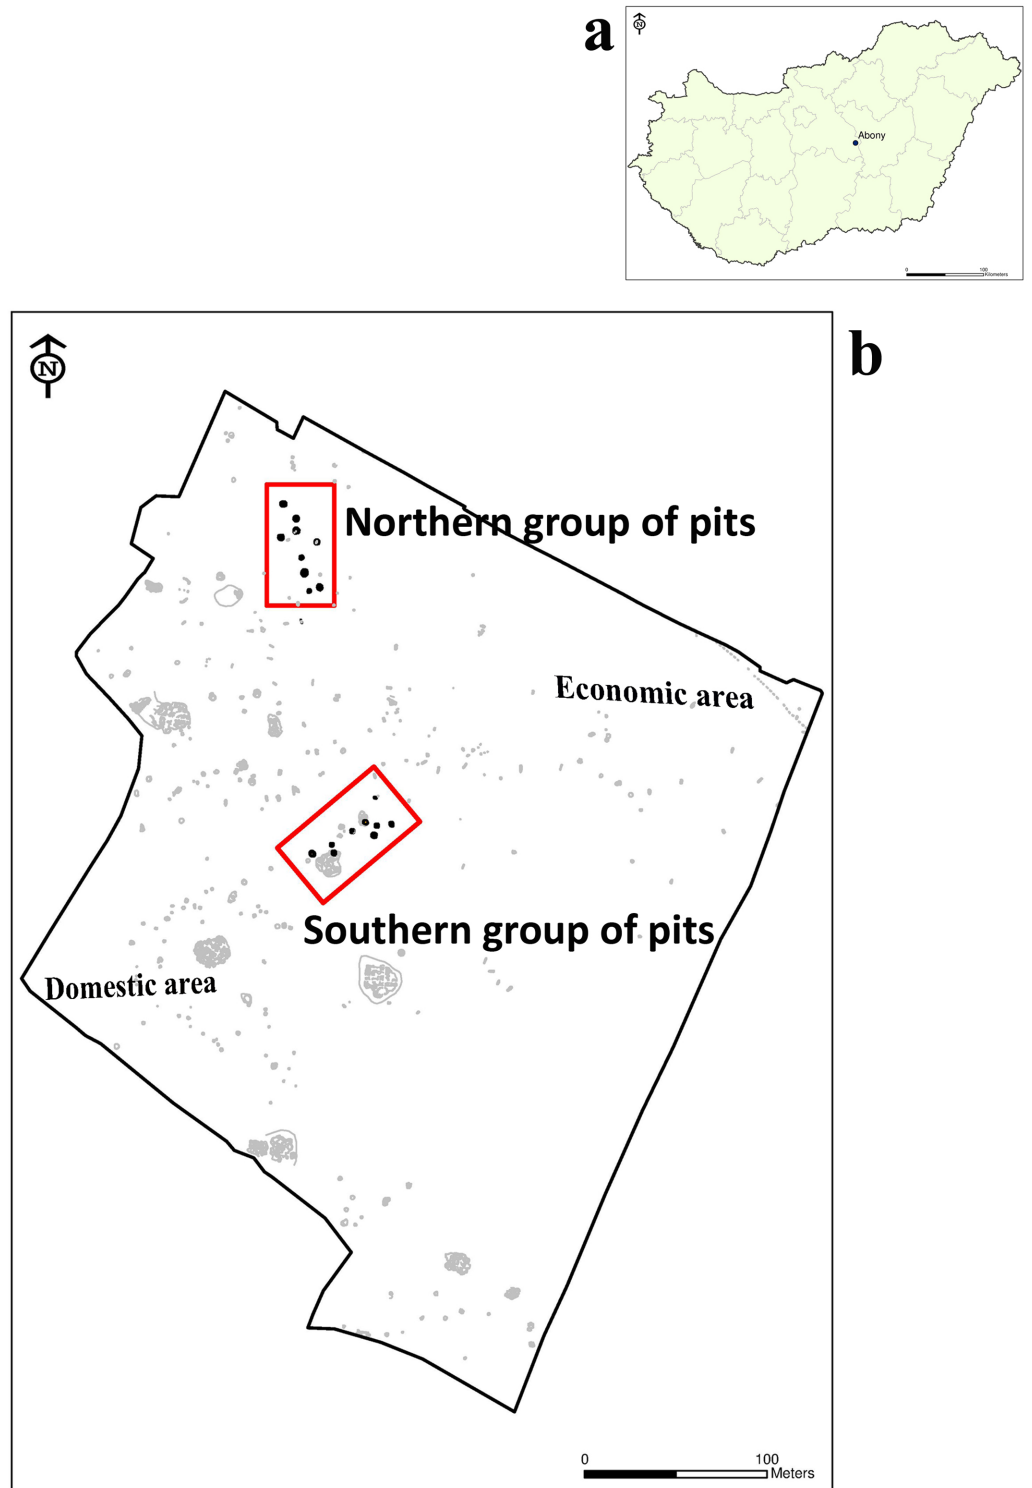 a
N
Abony
0 100
Kilometers
b
N
Northern group of pits
Economic area
Southern group of pits
Domestic area
0 100
Meters